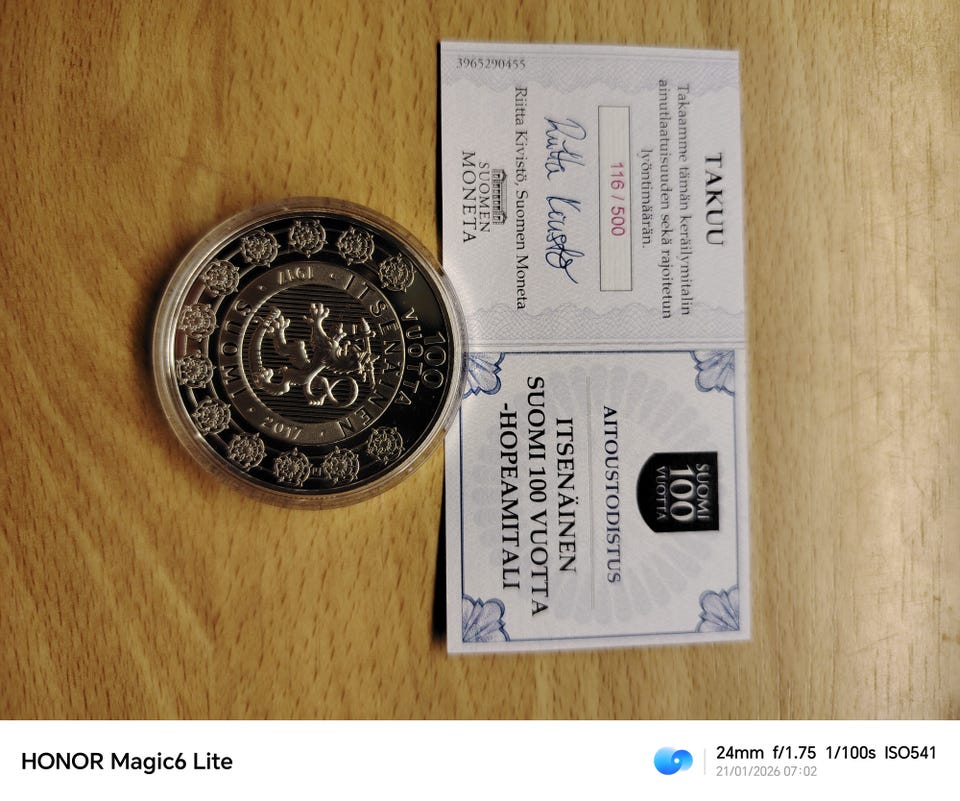 3965290455
TAKUU
Takaamme tämän keräilymitalin
ainutlaatuisuuden sekä rajoitetun
lyöntimäärän.
116 / 500
Riitta Kivistö
Riitta Kivistö, Suomen Moneta
SUOMEN
MONETA
SUOMI
100
VUOTTA
AITOUSTODISTUS
ITSENÄINEN
SUOMI 100 VUOTTA
-HOPEAMITALI
100
VUOTTA
1917 · ITSENÄINEN
SUOMI · 2017
HONOR Magic6 Lite
24mm f/1.75 1/100s ISO541
21/01/2026 07:02